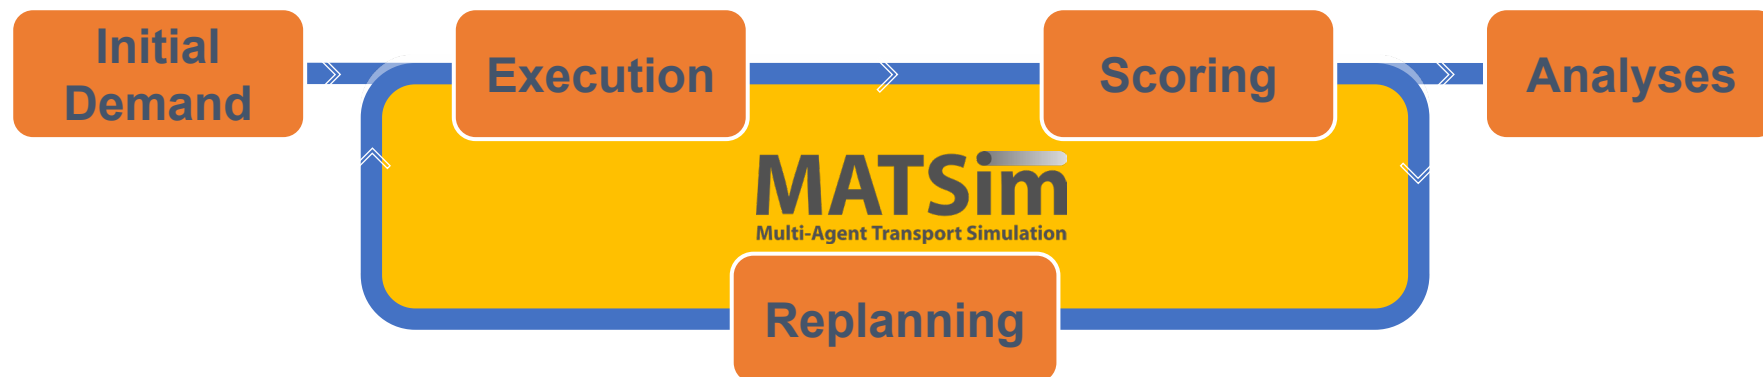 Initial
Demand
Execution
Scoring
Analyses
MATSim
Multi-Agent Transport Simulation
Replanning